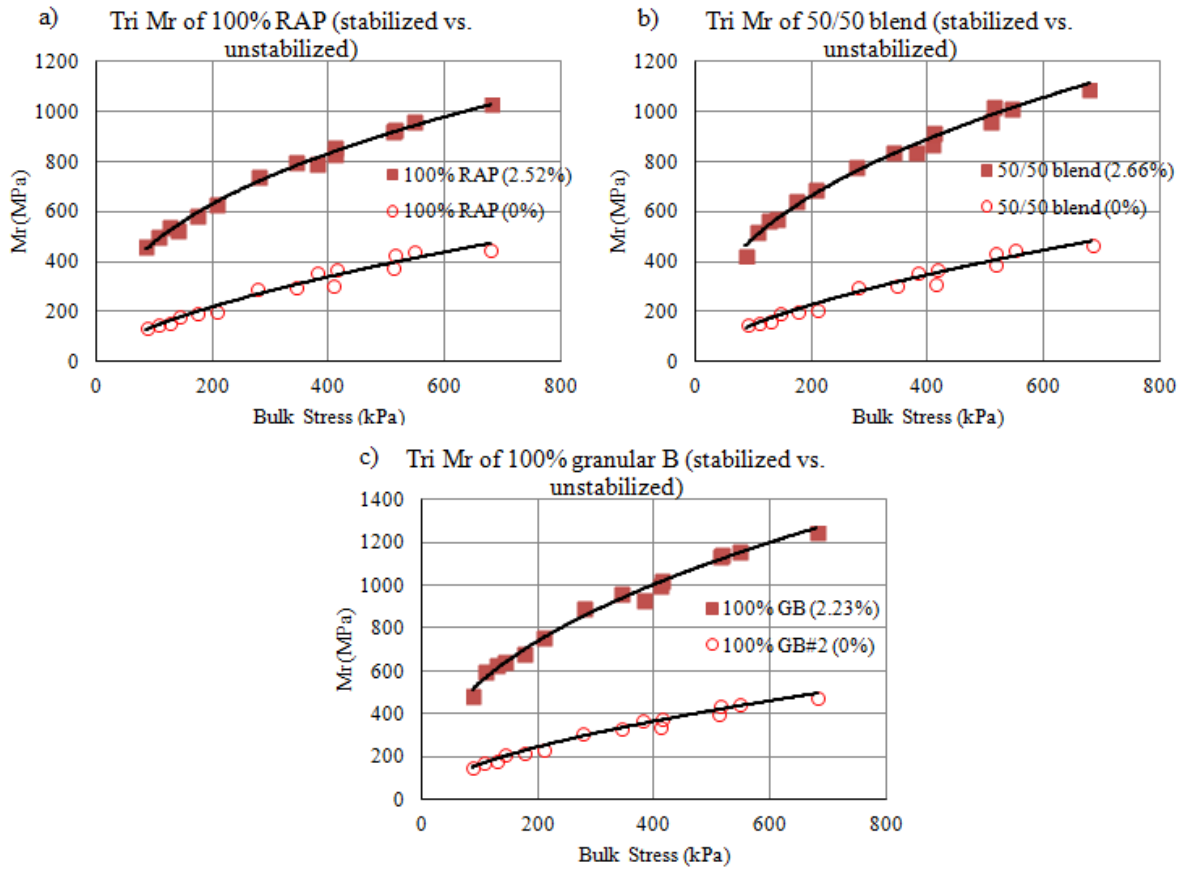 a) Tri Mr of 100% RAP (stabilized vs.
unstabilized)
1200
1000
800
600
400
200
0
Mr(MPa)
100% RAP (2.52%)
100% RAP (0%)
0 200 400 600 800
Bulk Stress (kPa)
b) Tri Mr of 50/50 blend (stabilized vs.
unstabilized)
1200
1000
800
600
400
200
0
Mr(MPa)
50/50 blend (2.66%)
50/50 blend (0%)
0 200 400 600 800
Bulk Stress (kPa)
c) Tri Mr of 100% granular B (stabilized vs.
unstabilized)
1400
1200
1000
800
600
400
200
0
Mr(MPa)
100% GB (2.23%)
100% GB#2 (0%)
0 200 400 600 800
Bulk Stress (kPa)